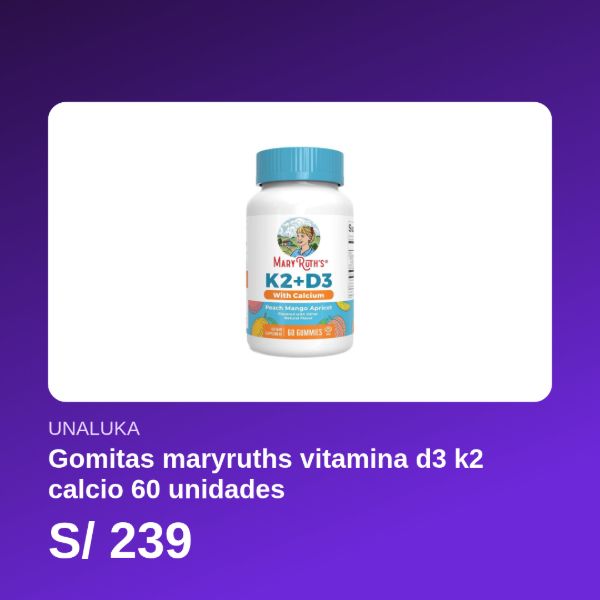 MARYRUTH'S
K2+D3
With Calcium
Peach Mango Apricot
60 GUMMIES
UNALUKA
Gomitas maryruths vitamina d3 k2
calcio 60 unidades
S/ 239